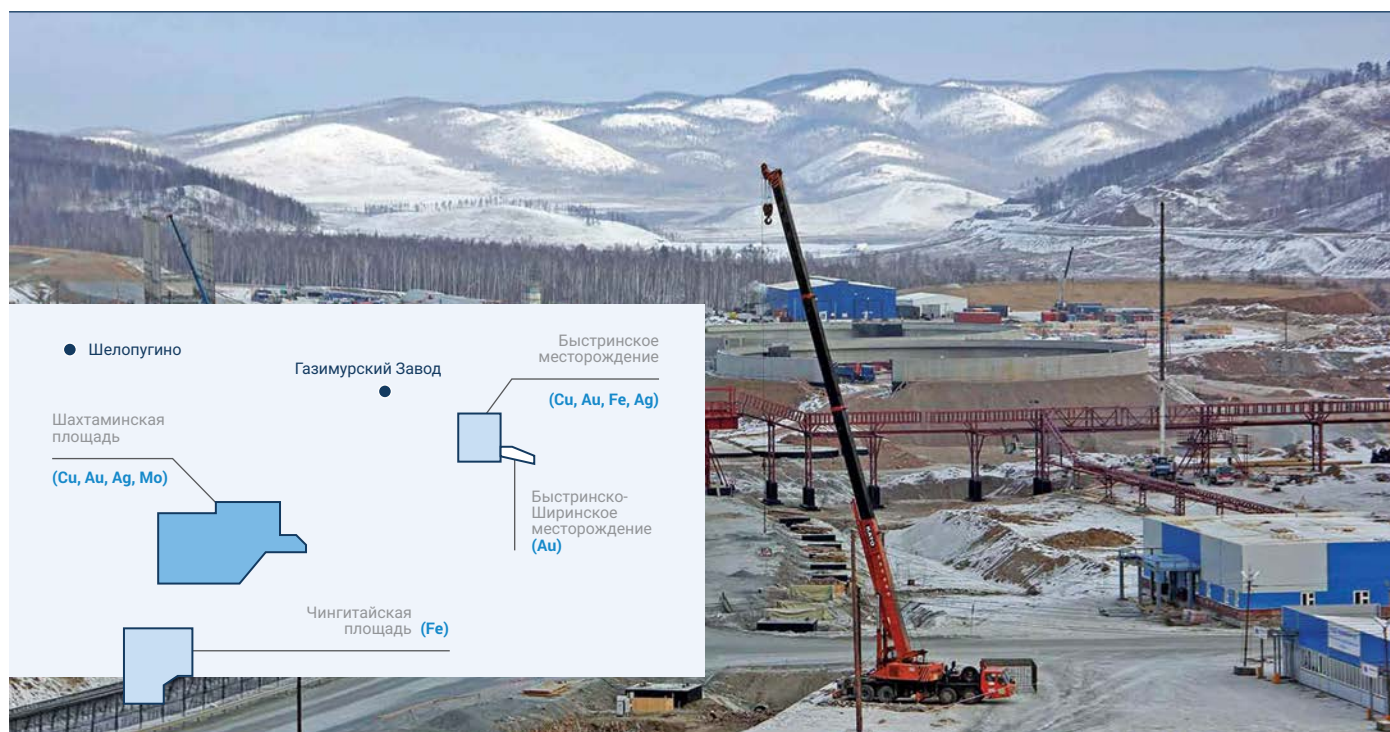 Шелопугино
Газимурский Завод
Быстринское
месторождение
(Cu, Au, Fe, Ag)
Шахтаминская
площадь
(Cu, Au, Ag, Mo)
Быстринско-
Ширинское
месторождение
(Au)
Чингитайская
площадь (Fe)
KATO